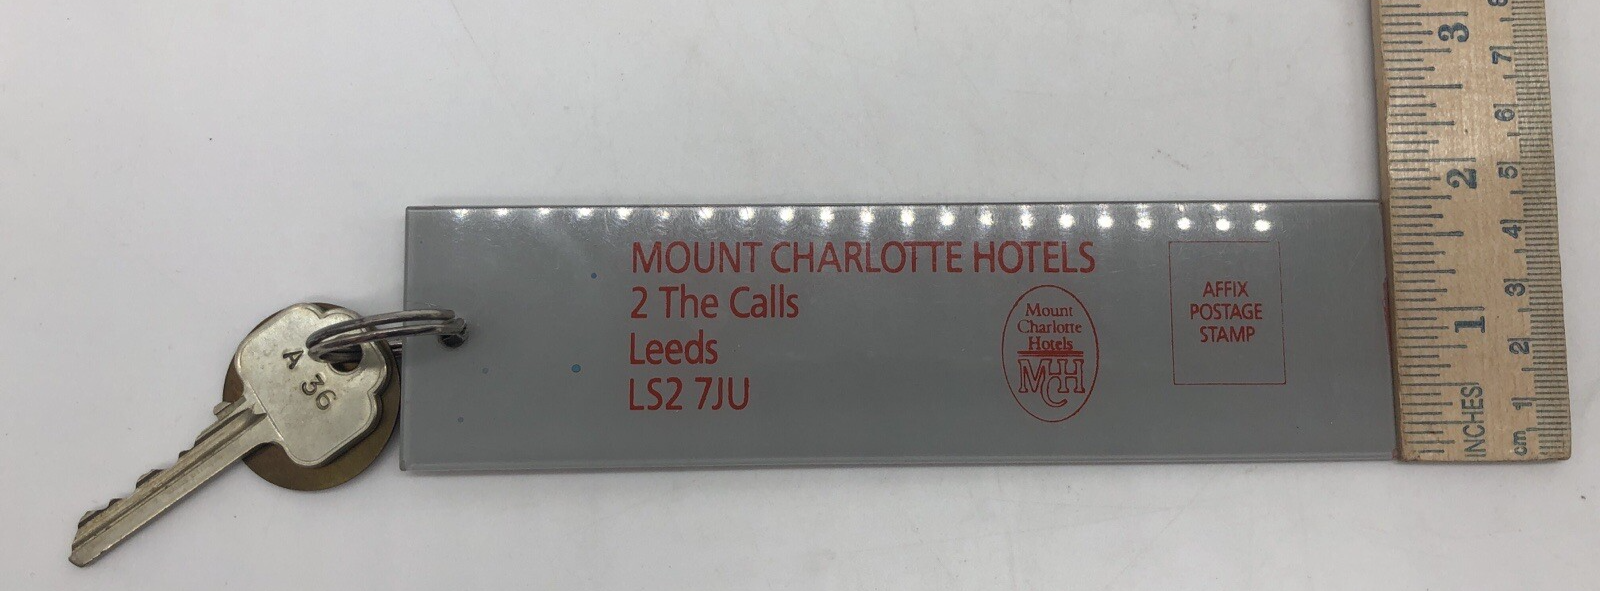 MOUNT CHARLOTTE HOTELS
2 The Calls
Leeds
LS2 7JU
Mount
Charlotte
Hotels
MCH
AFFIX
POSTAGE
STAMP
A 36
INCHES
1
2
3
cm
1
2
3
4
5
6
7
8